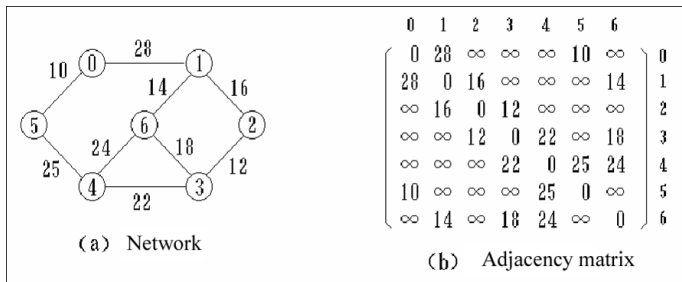 28
0
1
10
14
16
5
6
2
24
18
25
12
4
3
22
(a) Network
0 1 2 3 4 5 6
0 28 ∞ ∞ ∞ 10 ∞ 0
28 0 16 ∞ ∞ ∞ 14 1
∞ 16 0 12 ∞ ∞ ∞ 2
∞ ∞ 12 0 22 ∞ 18 3
∞ ∞ ∞ 22 0 25 24 4
10 ∞ ∞ ∞ 25 0 ∞ 5
∞ 14 ∞ 18 24 ∞ 0 6
(b) Adjacency matrix